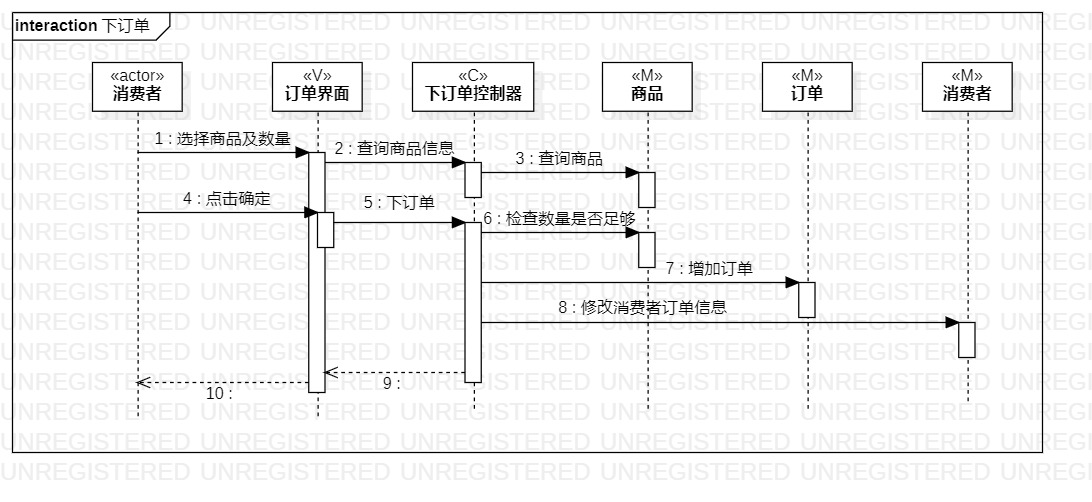 interaction 下订单
«actor»
消费者
«V»
订单界面
«C»
下订单控制器
«M»
商品
«M»
订单
«M»
消费者
1 : 选择商品及数量
2 : 查询商品信息
3 : 查询商品
4 : 点击确定
5 : 下订单
6 : 检查数量是否足够
7 : 增加订单
8 : 修改消费者订单信息
9 :
10 :
UNREGISTERED